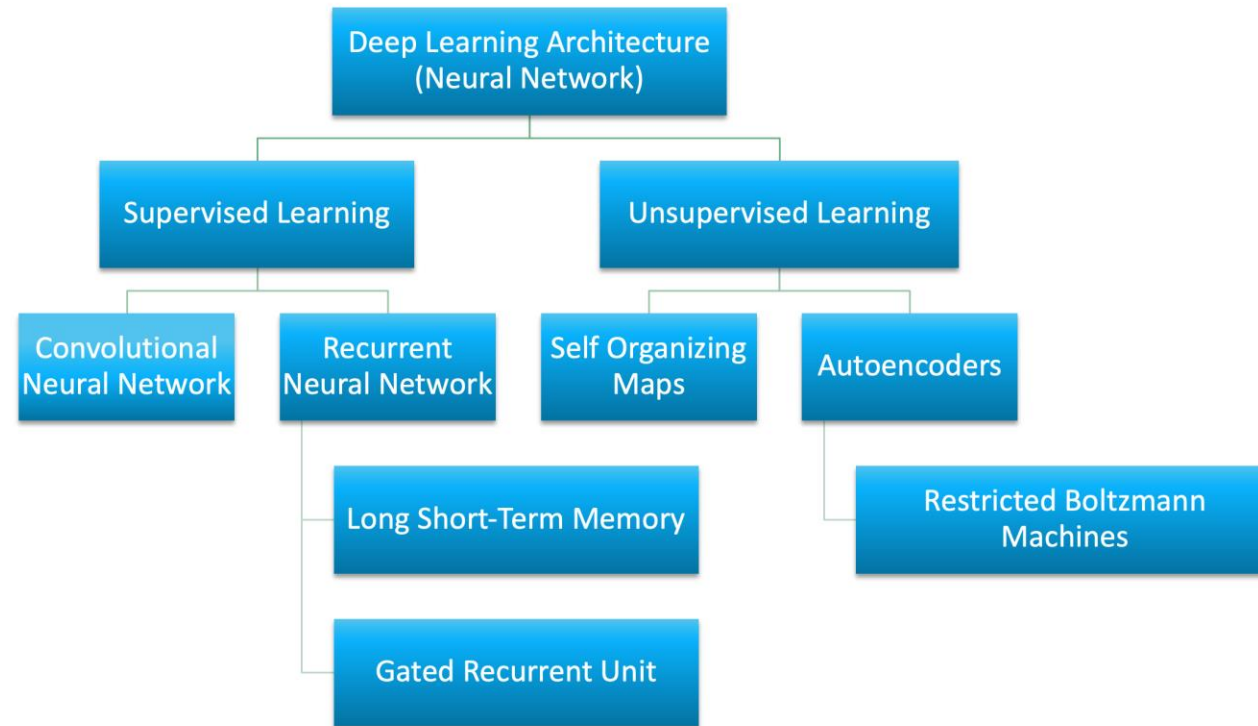 Deep Learning Architecture
(Neural Network)
Supervised Learning
Unsupervised Learning
Convolutional
Neural Network
Recurrent
Neural Network
Self Organizing
Maps
Autoencoders
Long Short-Term Memory
Restricted Boltzmann
Machines
Gated Recurrent Unit